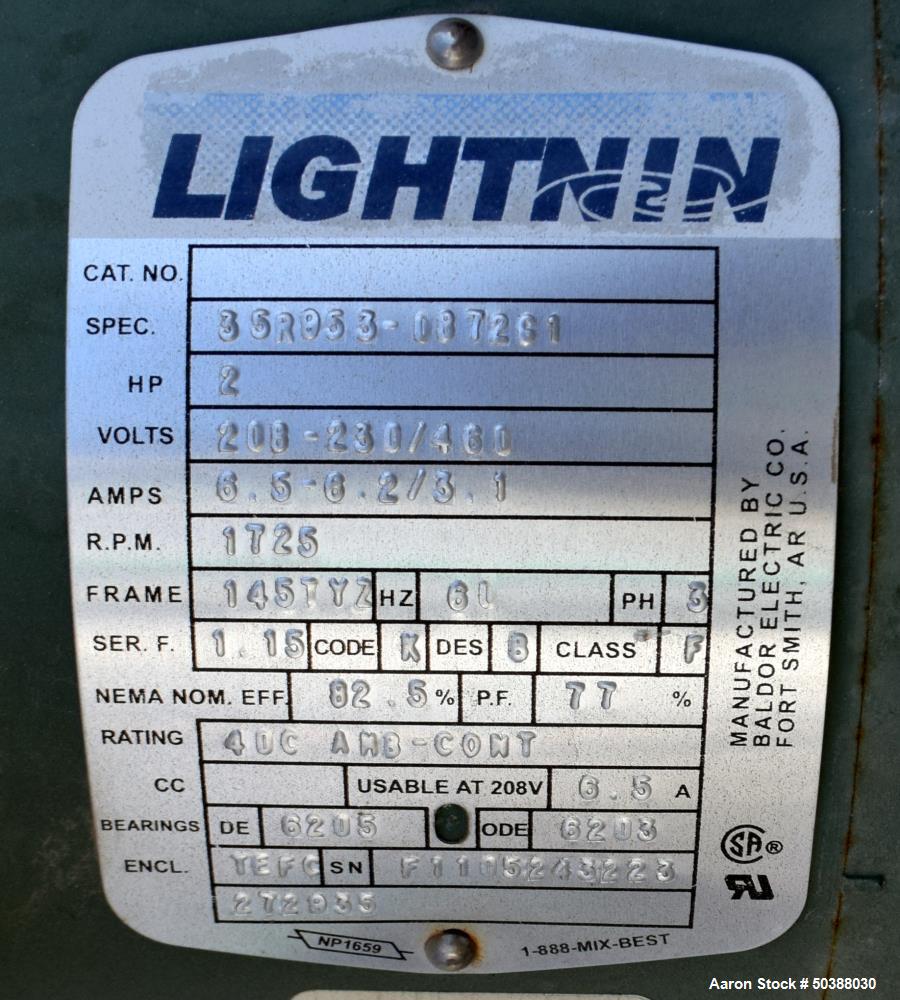 LIGHTNIN
CAT. NO.
SPEC. 35R953-0872G1
HP 2
VOLTS 208-230/460
AMPS 6.5-6.2/3.1
R.P.M. 1725
FRAME 145TYZ HZ 60 PH 3
SER. F. 1.15 CODE K DES B CLASS F
NEMA NOM. EFF. 82.5 % P.F. 77 %
RATING 40C AMB-CONT
CC USABLE AT 208V 6.5 A
BEARINGS DE 6205 ODE 6203
ENCL. TEFC SN F1105243223
272935
NP1659 1-888-MIX-BEST
MANUFACTURED BY
BALDOR ELECTRIC CO.
FORT SMITH, AR U.S.A.
SA ®
Aaron Stock # 50388030